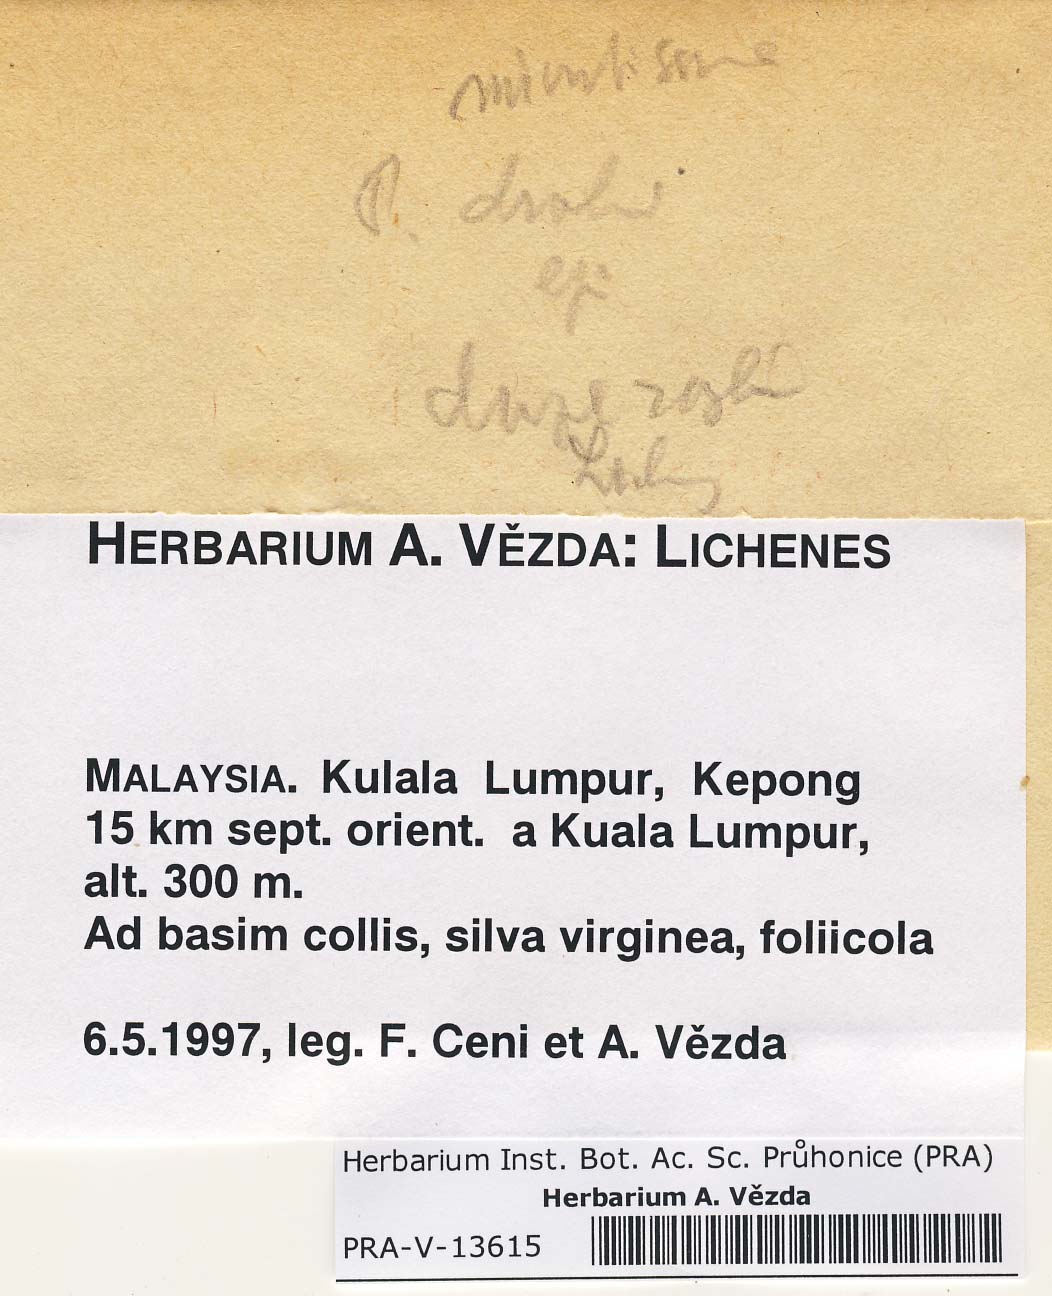 minutissima
HERBARIUM A. VĚZDA: LICHENES
MALAYSIA. Kulala Lumpur, Kepong
15 km sept. orient. a Kuala Lumpur,
alt. 300 m.
Ad basim collis, silva virginea, foliicola
6.5.1997, leg. F. Ceni et A. Vězda
Herbarium Inst. Bot. Ac. Sc. Průhonice (PRA)
Herbarium A. Vězda
PRA-V-13615